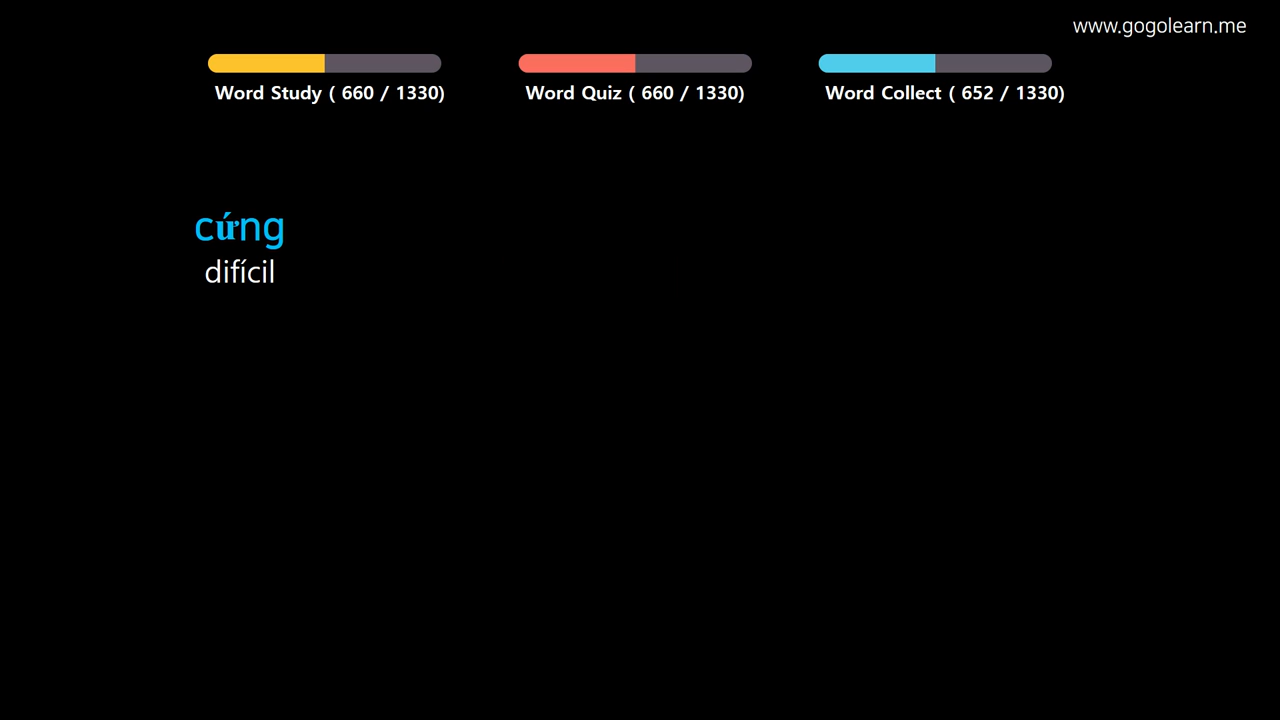 www.gogolearn.me
Word Study ( 660 / 1330)
Word Quiz ( 660 / 1330)
Word Collect ( 652 / 1330)
cứng
difícil